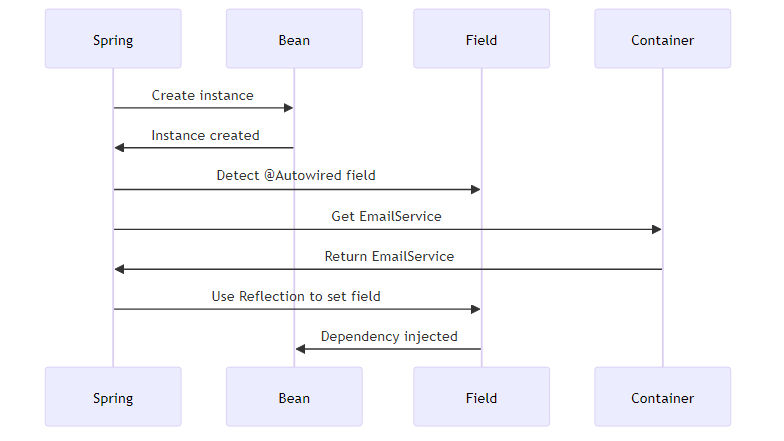 Spring
Bean
Field
Container
Create instance
Instance created
Detect @Autowired field
Get EmailService
Return EmailService
Use Reflection to set field
Dependency injected
Spring
Bean
Field
Container